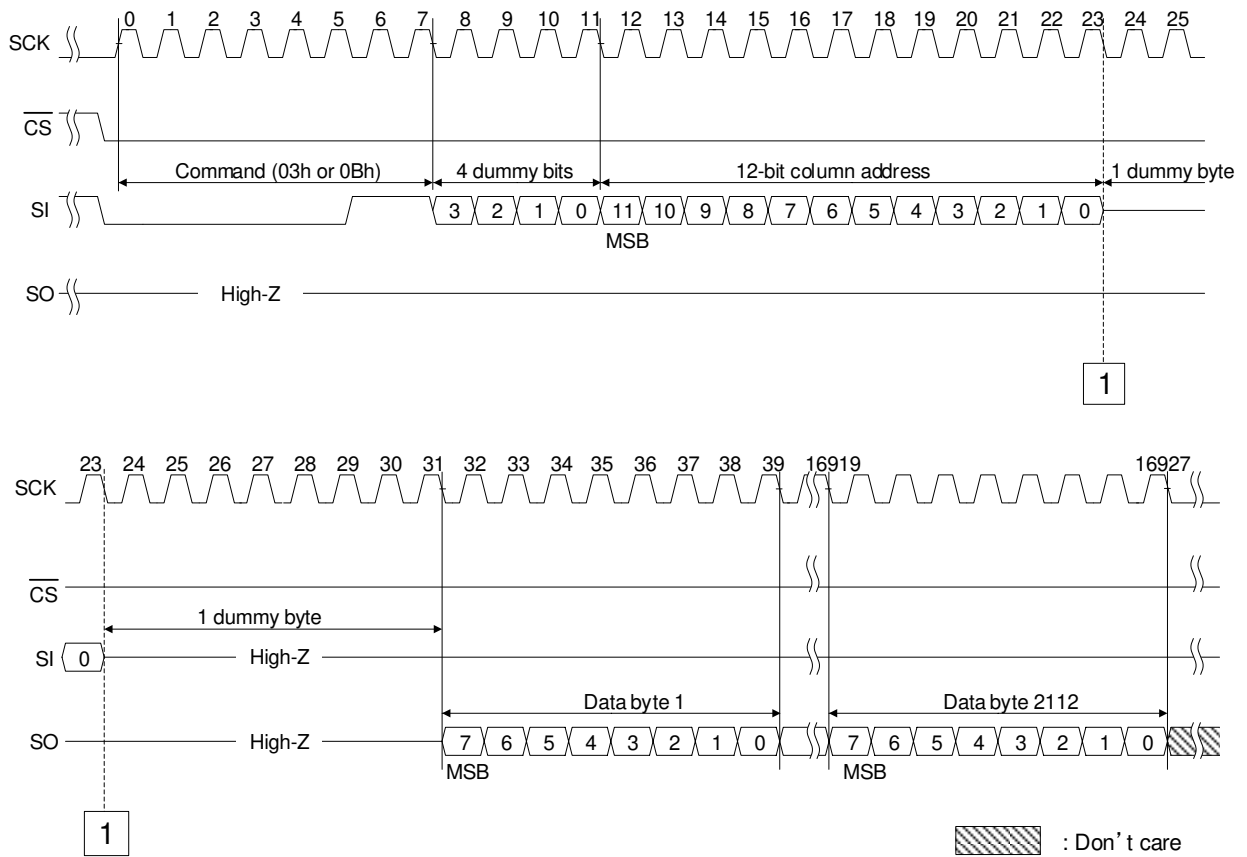 0 1 2 3 4 5 6 7 8 9 10 11 12 13 14 15 16 17 18 19 20 21 22 23 24 25
SCK
CS
Command (03h or 0Bh) 4 dummy bits 12-bit column address 1 dummy byte
SI 3 2 1 0 11 10 9 8 7 6 5 4 3 2 1 0
MSB
SO High-Z
1
23 24 25 26 27 28 29 30 31 32 33 34 35 36 37 38 39 16919 16927
SCK
CS
1 dummy byte
SI 0 High-Z
Data byte 1 Data byte 2112
SO High-Z 7 6 5 4 3 2 1 0 7 6 5 4 3 2 1 0
MSB MSB
1
: Don't care